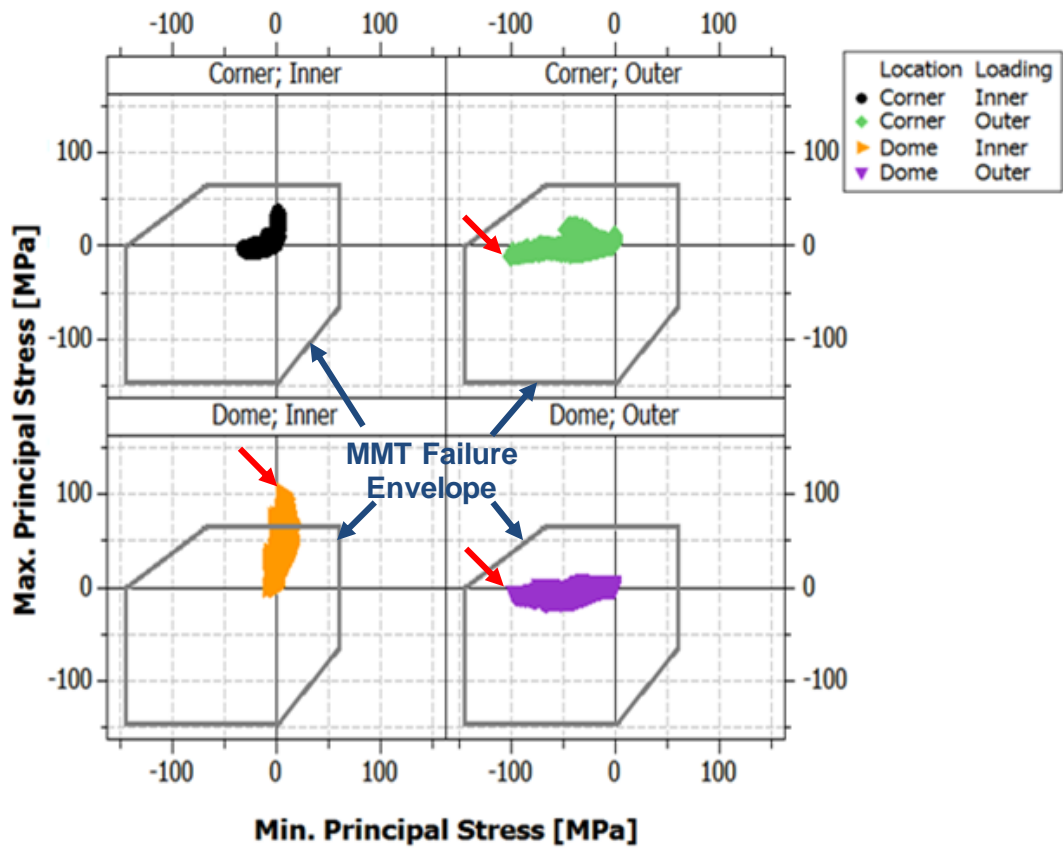 -100 0 100 -100 0 100
Corner; Inner Corner; Outer
Location Loading
Corner Inner
Corner Outer
Dome Inner
Dome Outer
100 100
0 0
-100 -100
Dome; Inner Dome; Outer
MMT Failure
Envelope
100 100
0 0
-100 -100
-100 0 100 -100 0 100
Max. Principal Stress [MPa]
Min. Principal Stress [MPa]